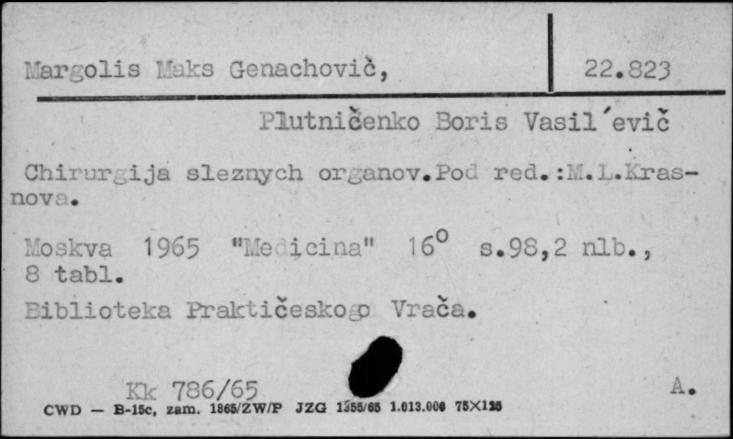 Margolis Maks Genachovič, 22.823
Plutničenko Boris Vasil´evič
Chirurgija sleznych organov.Pod red.:M.L.Kras-
nova.
Moskva 1965 "Medicina" 16° s.98,2 nlb.,
8 tabl.
Biblioteka Praktičeskogo Vrača.
Kk 786/65 A.
CWD — B-15c, zam. 1865/ZW/P JZG 1355/65 1.013.000 75×125